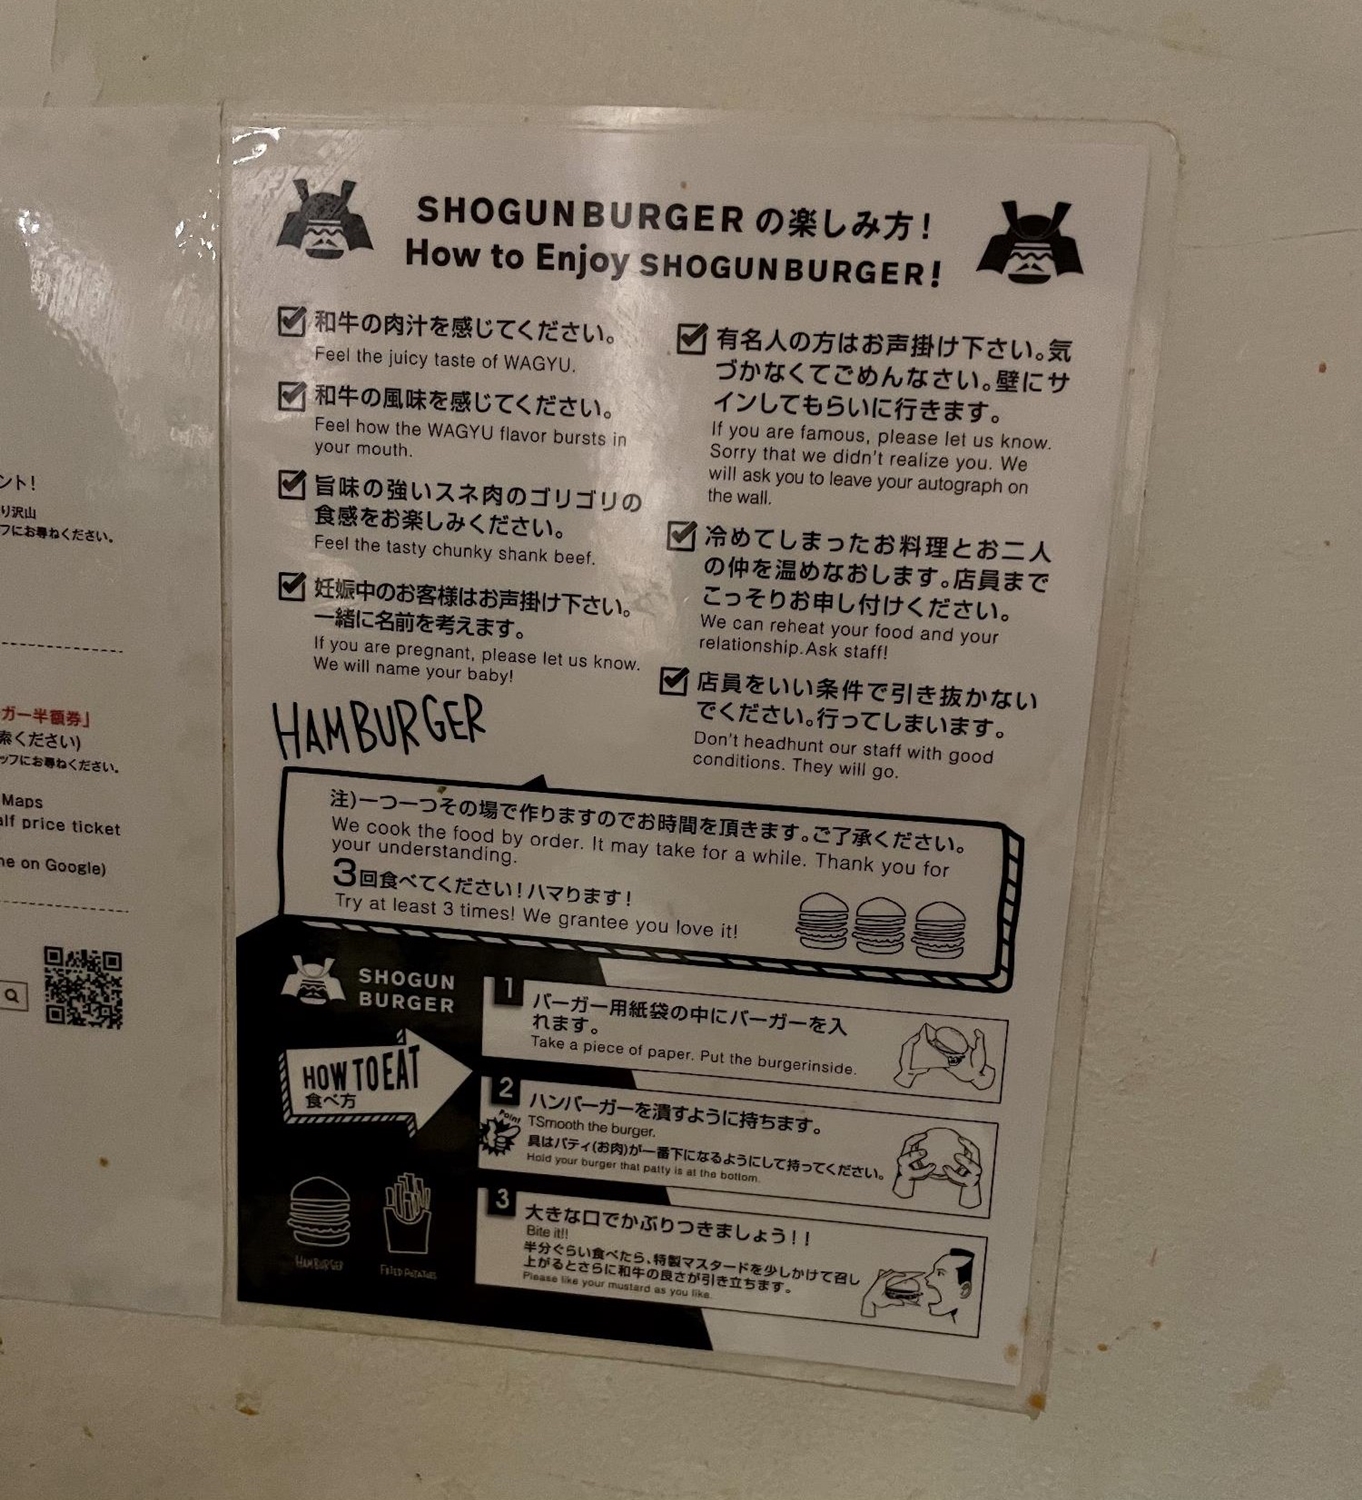 ント!
り沢山
フにお尋ねください。
ガー半額券」
索ください)
ッフにお尋ねください。
Maps
alf price ticket
ne on Google)
SHOGUNBURGER の楽しみ方!
How to Enjoy SHOGUNBURGER!
和牛の肉汁を感じてください。
Feel the juicy taste of WAGYU.
和牛の風味を感じてください。
Feel how the WAGYU flavor bursts in
your mouth.
旨味の強いスネ肉のゴリゴリの
食感をお楽しみください。
Feel the tasty chunky shank beef.
妊娠中のお客様はお声掛け下さい。
一緒に名前を考えます。
If you are pregnant, please let us know.
We will name your baby!
有名人の方はお声掛け下さい。気
づかなくてごめんなさい。壁にサ
インしてもらいに行きます。
If you are famous, please let us know.
Sorry that we didn't realize you. We
will ask you to leave your autograph on
the wall.
冷めてしまったお料理とお二人
の仲を温めなおします。店員まで
こっそりお申し付けください。
We can reheat your food and your
relationship.Ask staff!
店員をいい条件で引き抜かない
でください。行ってしまいます。
Don't headhunt our staff with good
conditions. They will go.
HAMBURGER
注)一つ一つその場で作りますのでお時間を頂きます。ご了承ください。
We cook the food by order. It may take for a while. Thank you for
your understanding.
3回食べてください!ハマります!
Try at least 3 times! We grantee you love it!
SHOGUN
BURGER
HOW TO EAT
食べ方
HAMBURGER
FRIED POTATOES
1
バーガー用紙袋の中にバーガーを入
れます。
Take a piece of paper. Put the burgerinside.
2
Point
ハンバーガーを潰すように持ちます。
TSmooth the burger.
具はパティ(お肉)が一番下になるようにして持ってください。
Hold your burger that patty is at the bottom.
3
大きな口でかぶりつきましょう!!
Bite it!!
半分ぐらい食べたら、特製マスタードを少しかけて召し
上がるとさらに和牛の良さが引き立ちます。
Please like your mustard as you like.